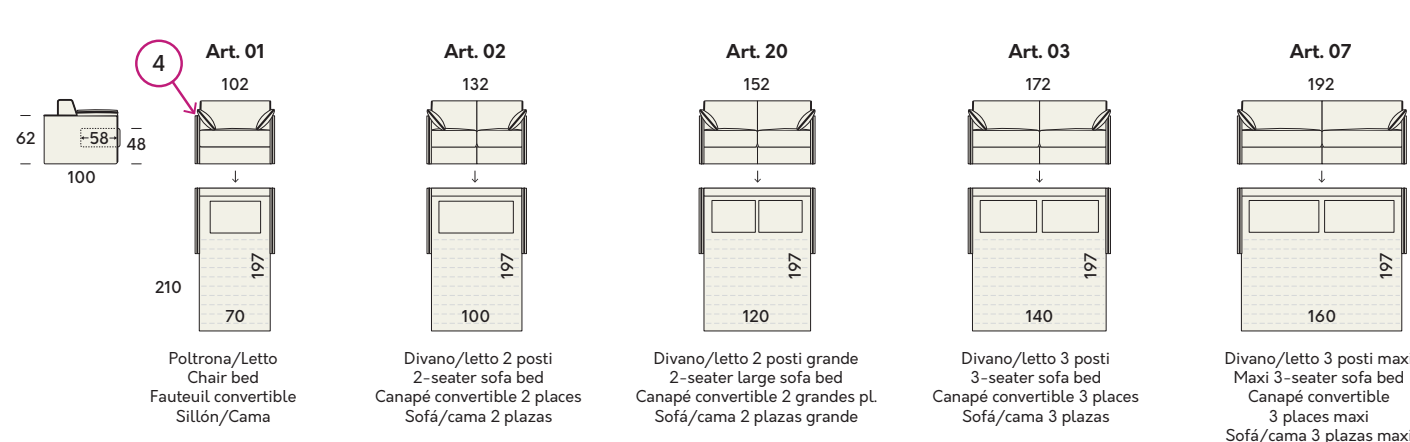 4
Art. 01
102
62
58
48
100
210
197
70
Poltrona/Letto
Chair bed
Fauteuil convertible
Sillón/Cama
Art. 02
132
197
100
Divano/letto 2 posti
2-seater sofa bed
Canapé convertible 2 places
Sofá/cama 2 plazas
Art. 20
152
197
120
Divano/letto 2 posti grande
2-seater large sofa bed
Canapé convertible 2 grandes pl.
Sofá/cama 2 plazas grande
Art. 03
172
197
140
Divano/letto 3 posti
3-seater sofa bed
Canapé convertible 3 places
Sofá/cama 3 plazas
Art. 07
192
197
160
Divano/letto 3 posti maxi
Maxi 3-seater sofa bed
Canapé convertible
3 places maxi
Sofá/cama 3 plazas maxi